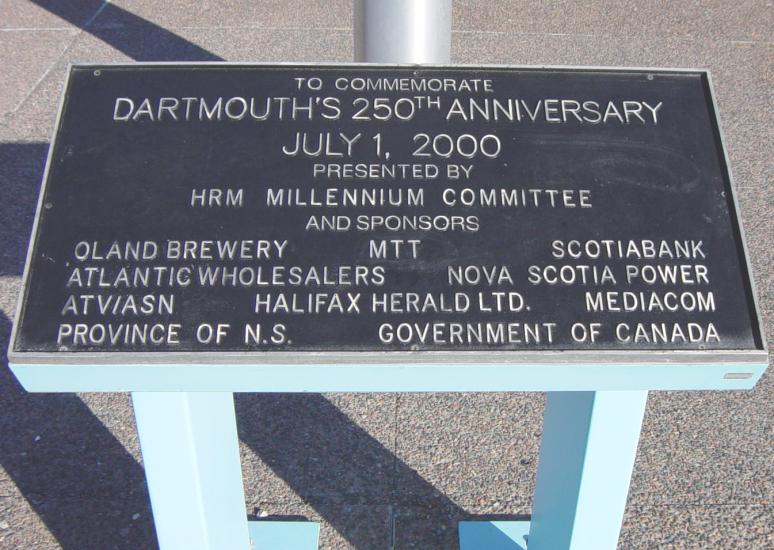 TO COMMEMORATE
DARTMOUTH'S 250TH ANNIVERSARY
JULY 1, 2000
PRESENTED BY
HRM MILLENNIUM COMMITTEE
AND SPONSORS
OLAND BREWERY MTT SCOTIABANK
ATLANTIC WHOLESALERS NOVA SCOTIA POWER
ATV/ASN HALIFAX HERALD LTD. MEDIACOM
PROVINCE OF N.S. GOVERNMENT OF CANADA